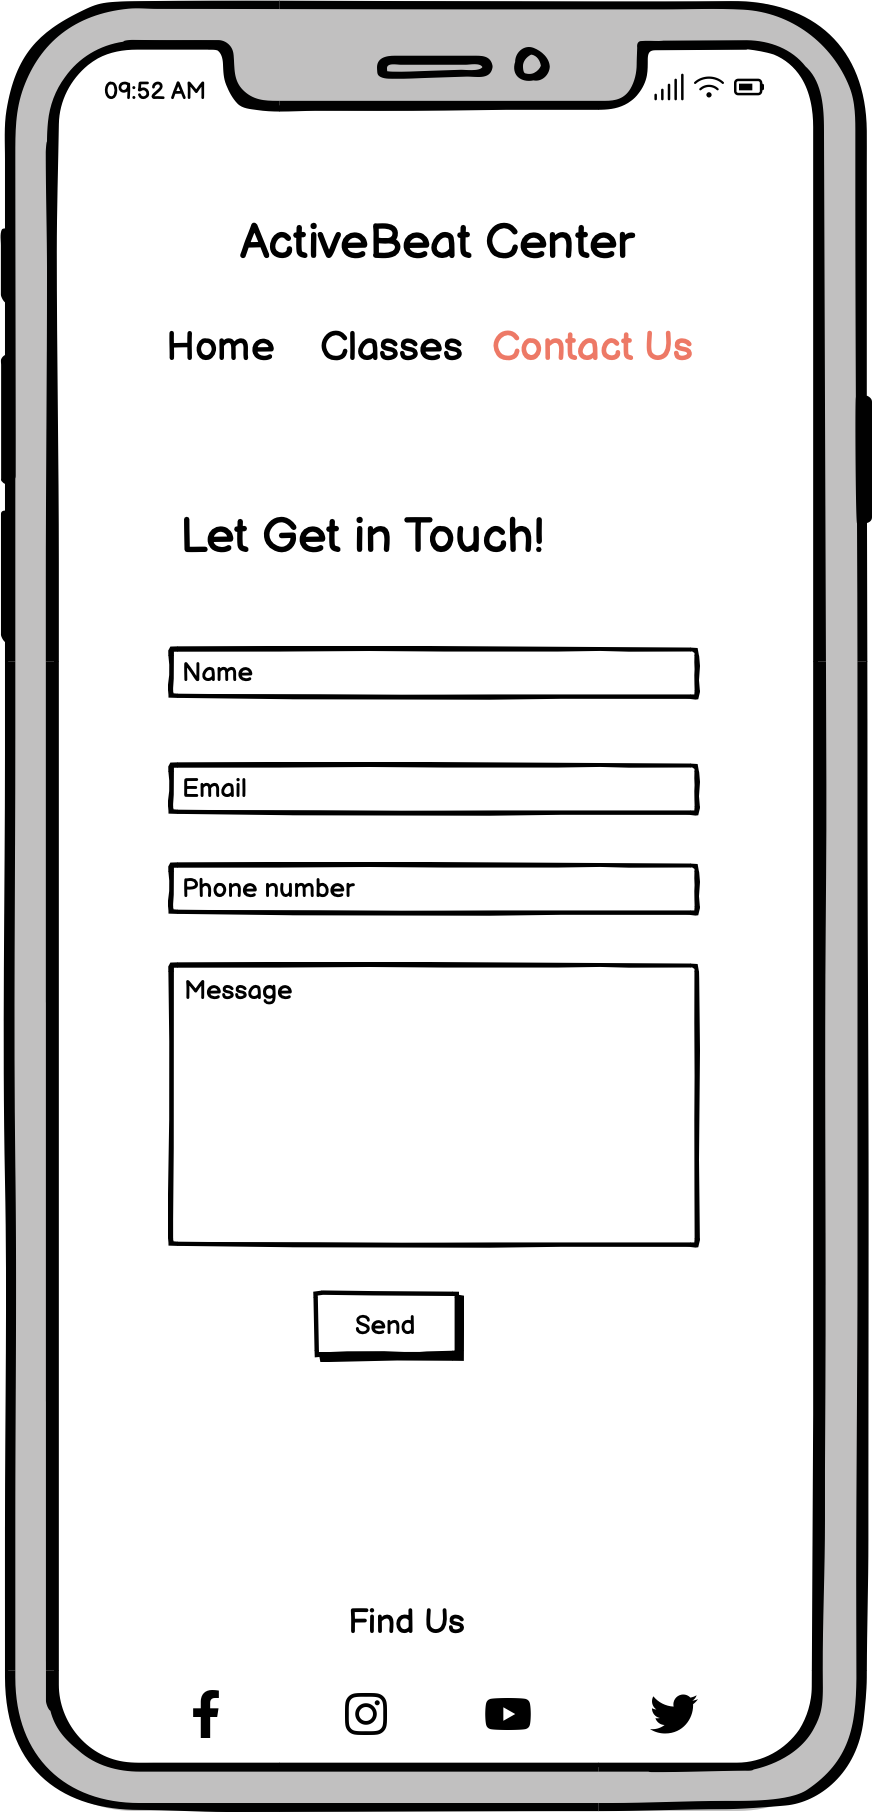 09:52 AM
ActiveBeat Center
Home Classes Contact Us
Let Get in Touch!
Name
Email
Phone number
Message
Send
Find Us